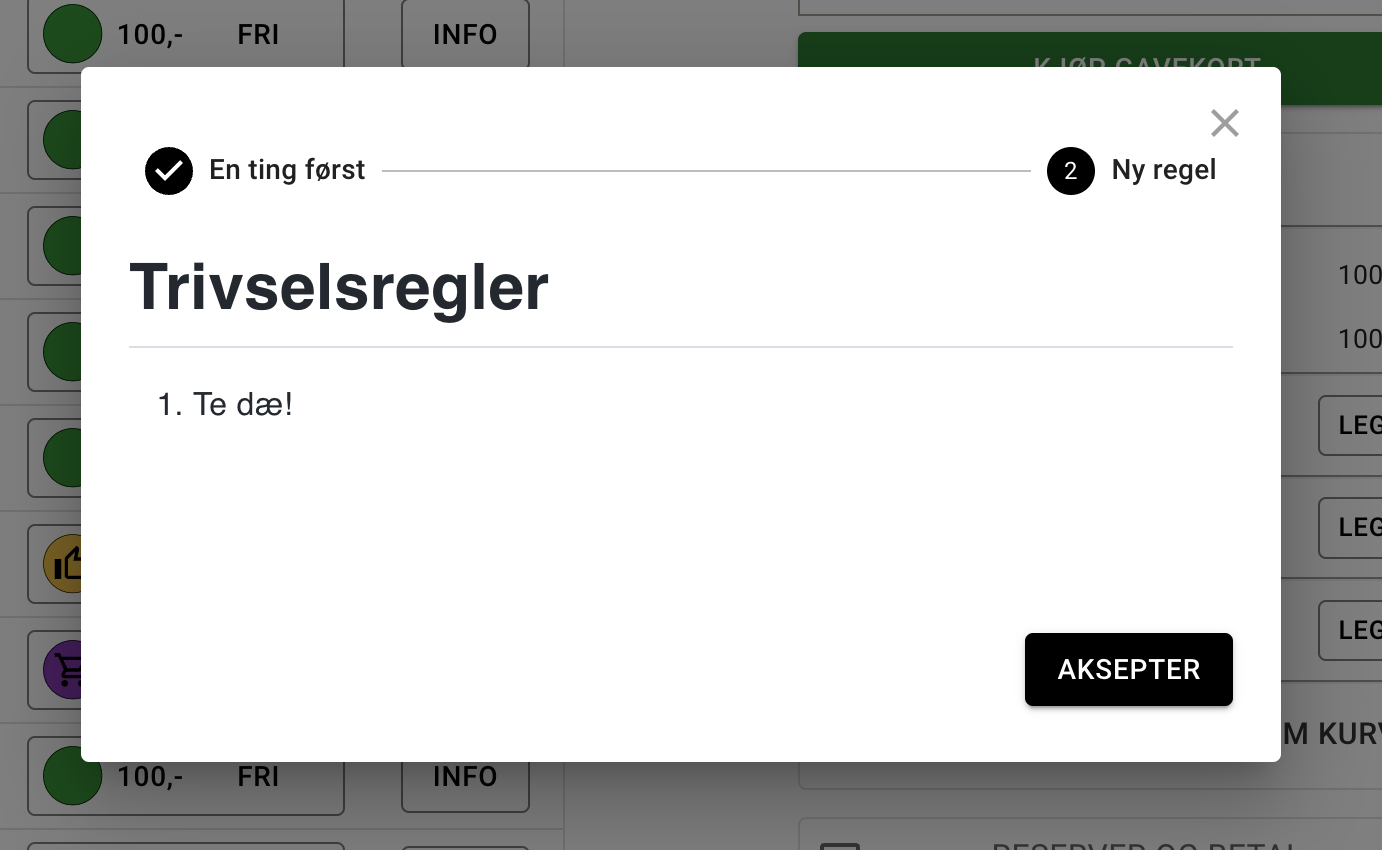 100,- FRI INFO
KJØR GAVEKORT
En ting først
2 Ny regel
Trivselsregler
100
100
1. Te dæ!
LEG
LEG
LEG
AKSEPTER
M KURV
100,- FRI INFO
RESERVER OG BETAL